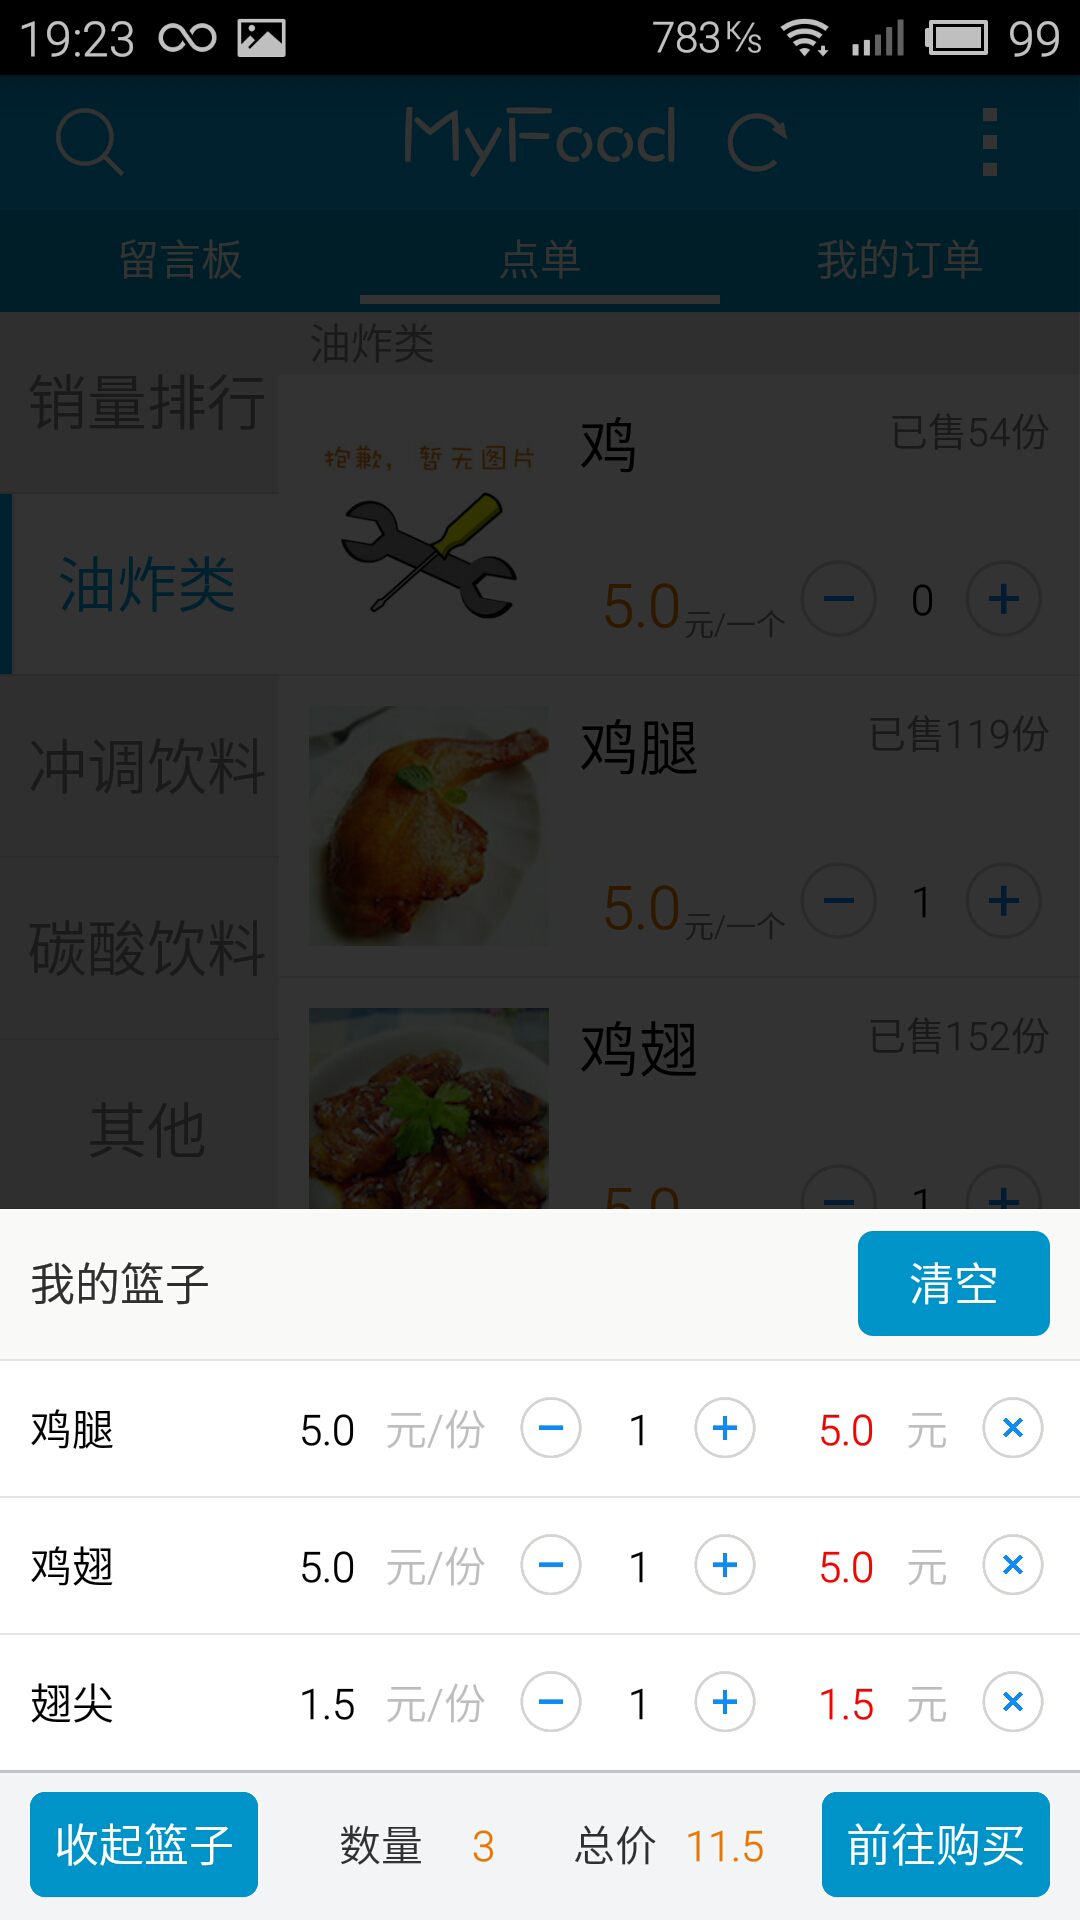 19:23 783K/s 99
MyFood
留言板 点单 我的订单
销量排行
油炸类
冲调饮料
碳酸饮料
其他
油炸类
抱歉，暂无图片
鸡 已售54份
5.0元/一个 0
鸡腿 已售119份
5.0元/一个 1
鸡翅 已售152份
5.0 1
我的篮子 清空
鸡腿 5.0 元/份 1 5.0 元
鸡翅 5.0 元/份 1 5.0 元
翅尖 1.5 元/份 1 1.5 元
收起篮子 数量 3 总价 11.5 前往购买